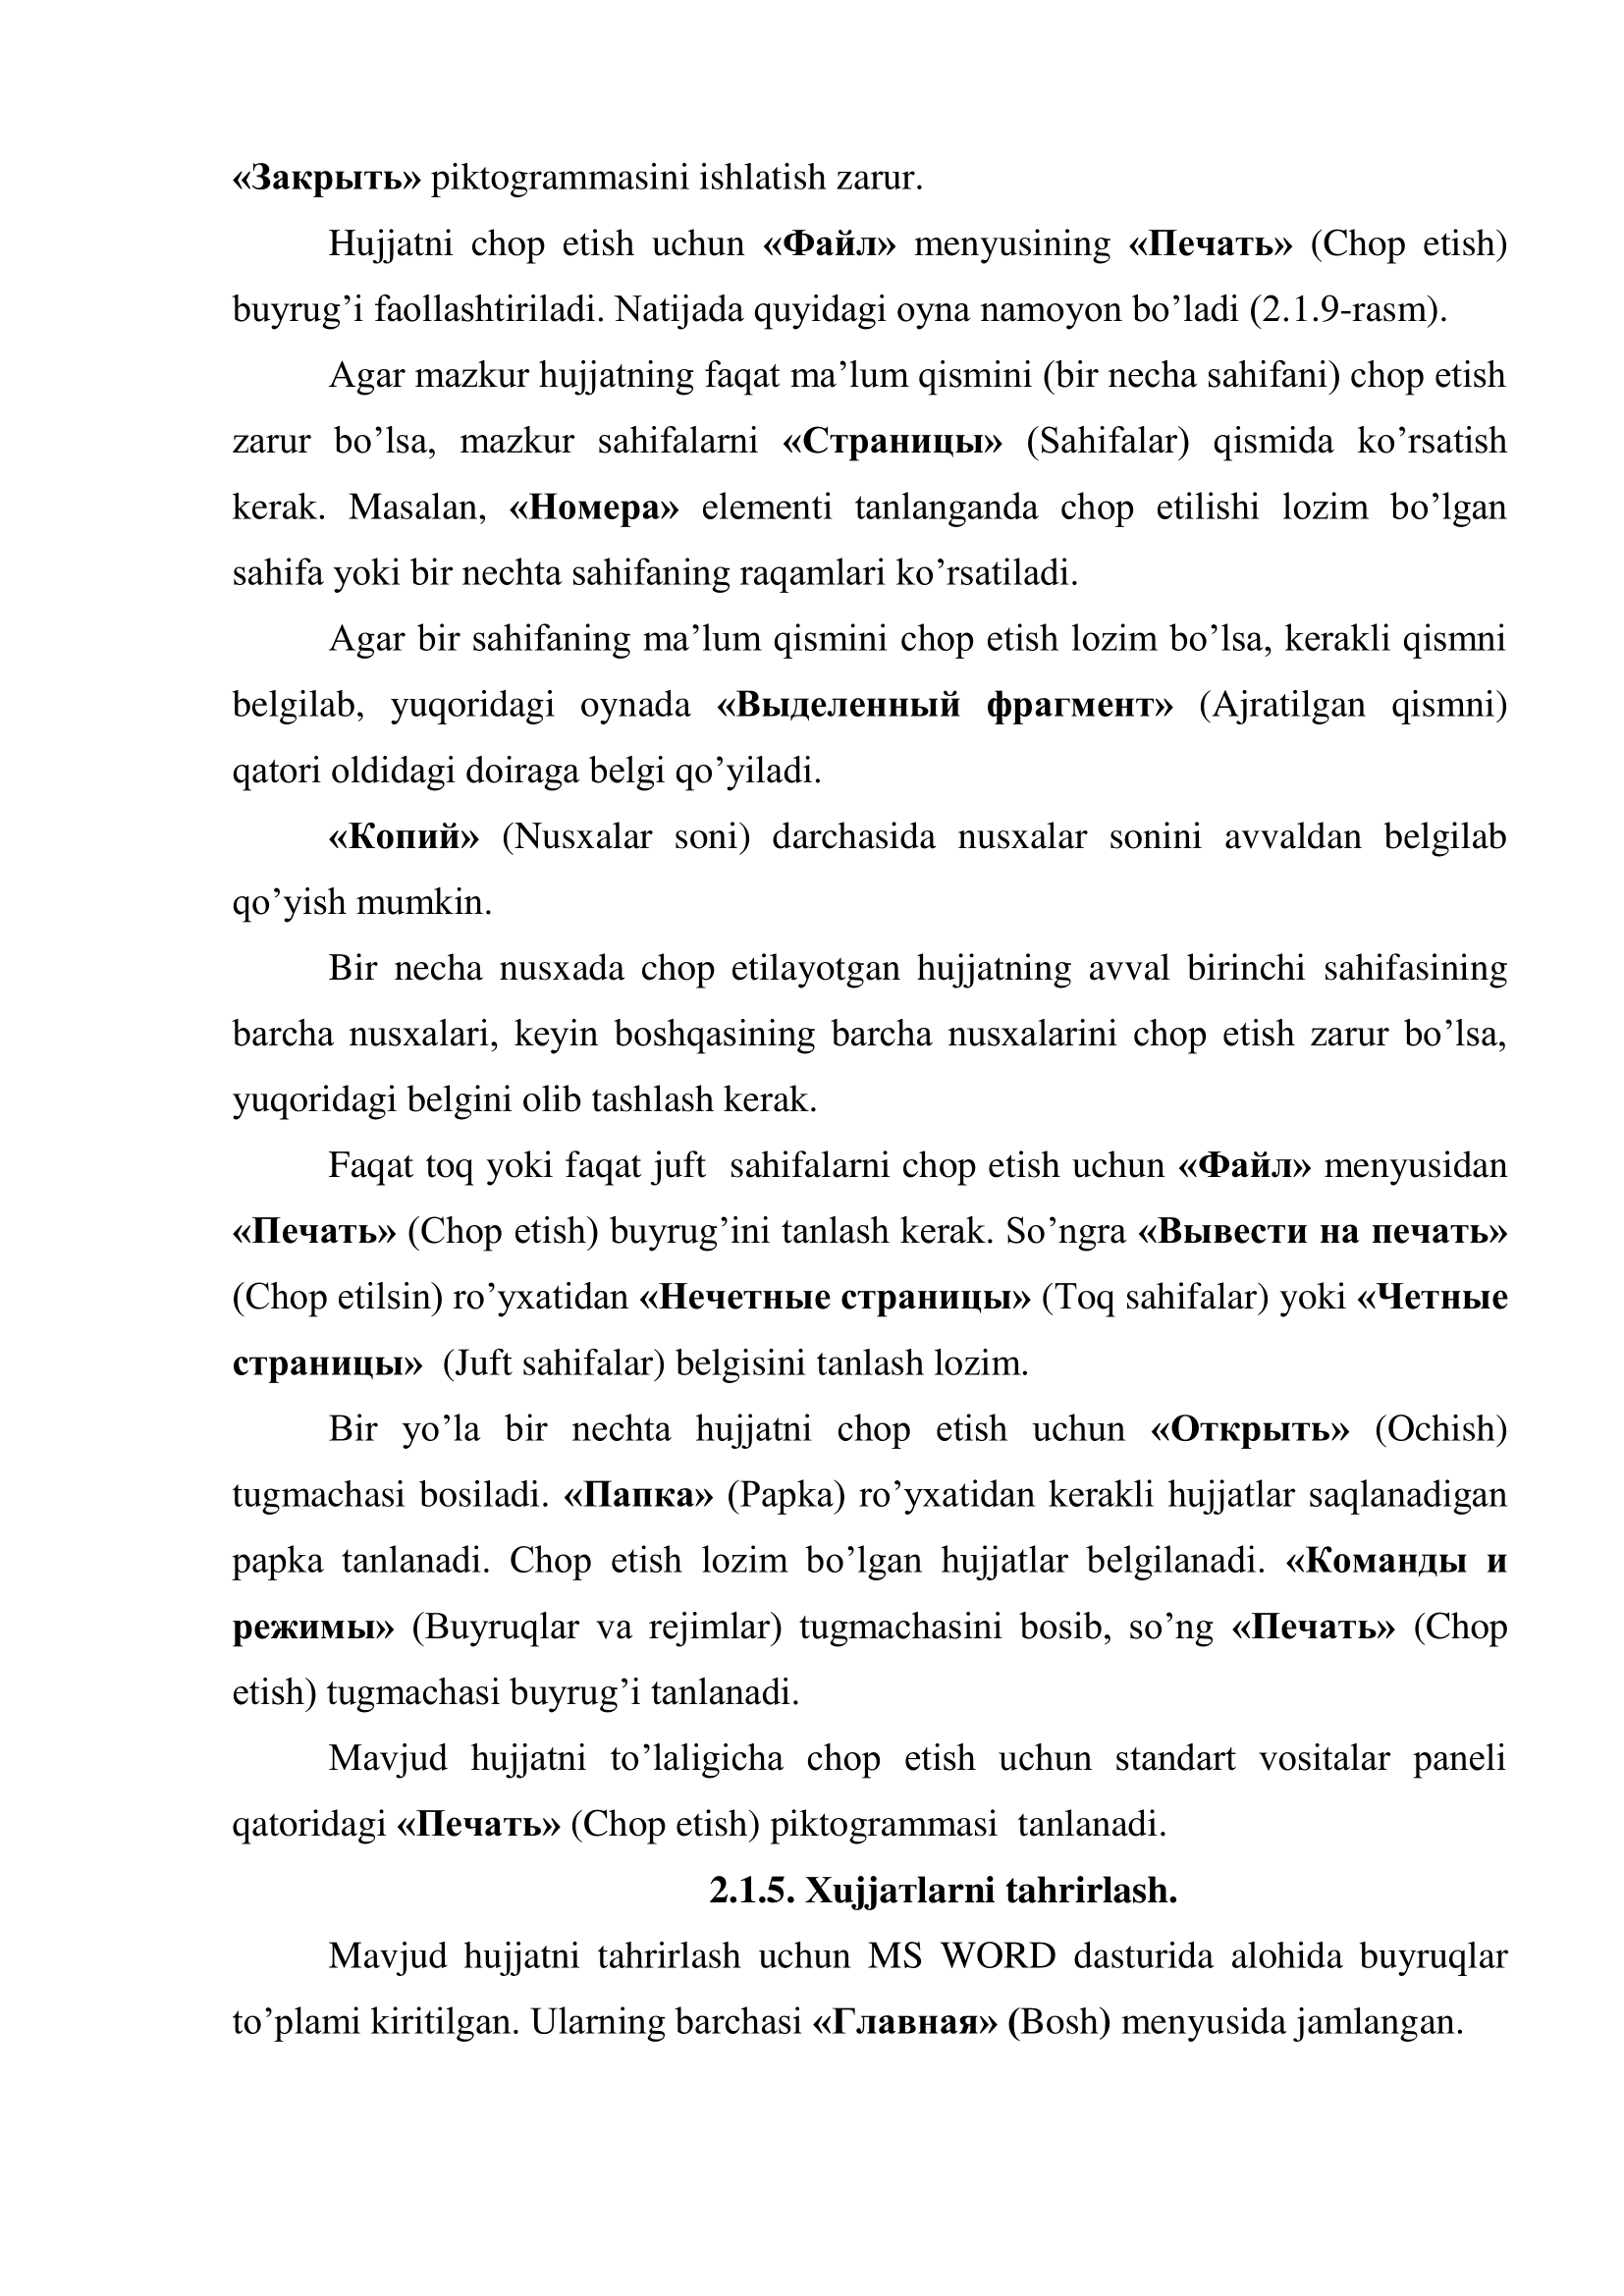 «Закрыть» piktogrammasini ishlatish zarur.
Hujjatni chop etish uchun «Файл» menyusining «Печать» (Chop etish)
buyrug’i faollashtiriladi. Natijada quyidagi oyna namoyon bo’ladi (2.1.9-rasm).
Agar mazkur hujjatning faqat ma’lum qismini (bir necha sahifani) chop etish
zarur bo’lsa, mazkur sahifalarni «Страницы» (Sahifalar) qismida ko’rsatish
kerak. Masalan, «Номера» elementi tanlanganda chop etilishi lozim bo’lgan
sahifa yoki bir nechta sahifaning raqamlari ko’rsatiladi.
Agar bir sahifaning ma’lum qismini chop etish lozim bo’lsa, kerakli qismni
belgilab, yuqoridagi oynada «Выделенный фрагмент» (Ajratilgan qismni)
qatori oldidagi doiraga belgi qo’yiladi.
«Копий» (Nusxalar soni) darchasida nusxalar sonini avvaldan belgilab
qo’yish mumkin.
Bir necha nusxada chop etilayotgan hujjatning avval birinchi sahifasining
barcha nusxalari, keyin boshqasining barcha nusxalarini chop etish zarur bo’lsa,
yuqoridagi belgini olib tashlash kerak.
Faqat toq yoki faqat juft  sahifalarni chop etish uchun «Файл» menyusidan
«Печать» (Chop etish) buyrug’ini tanlash kerak. So’ngra «Вывести на печать»
(Chop etilsin) ro’yxatidan «Нечетные страницы» (Toq sahifalar) yoki «Четные
страницы»  (Juft sahifalar) belgisini tanlash lozim.
Bir yo’la bir nechta hujjatni chop etish uchun «Открыть» (Ochish)
tugmachasi bosiladi. «Папка» (Papka) ro’yxatidan kerakli hujjatlar saqlanadigan
papka tanlanadi. Chop etish lozim bo’lgan hujjatlar belgilanadi. «Команды и
режимы» (Buyruqlar va rejimlar) tugmachasini bosib, so’ng «Печать» (Chop
etish) tugmachasi buyrug’i tanlanadi.
Mavjud hujjatni to’laligicha chop etish uchun standart vositalar paneli
qatoridagi «Печать» (Chop etish) piktogrammasi  tanlanadi.
2.1.5. Xujjaтlarni tahrirlash.
Mavjud hujjatni tahrirlash uchun MS WORD dasturida alohida buyruqlar
to’plami kiritilgan. Ularning barchasi «Главная» (Bosh) menyusida jamlangan.